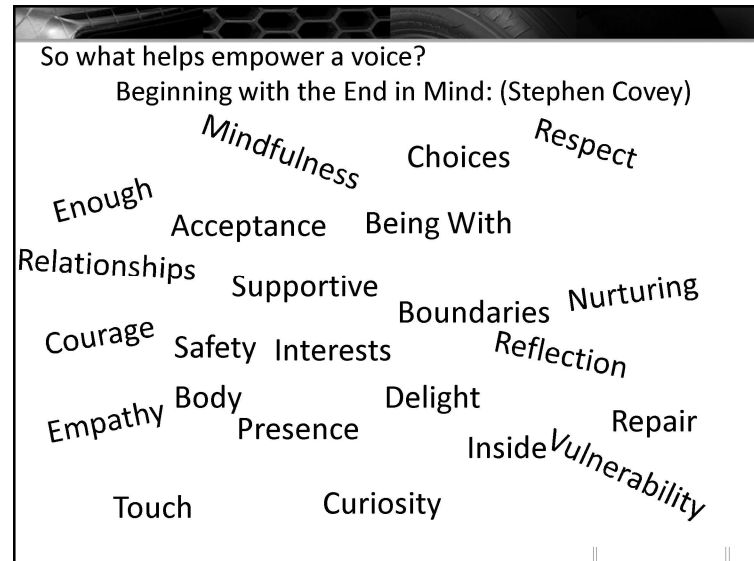 So what helps empower a voice?
Beginning with the End in Mind: (Stephen Covey)
Mindfulness
Choices
Respect
Enough
Acceptance
Being With
Relationships
Supportive
Boundaries
Nurturing
Courage
Safety
Interests
Reflection
Body
Delight
Empathy
Presence
Repair
Inside
Vulnerability
Touch
Curiosity